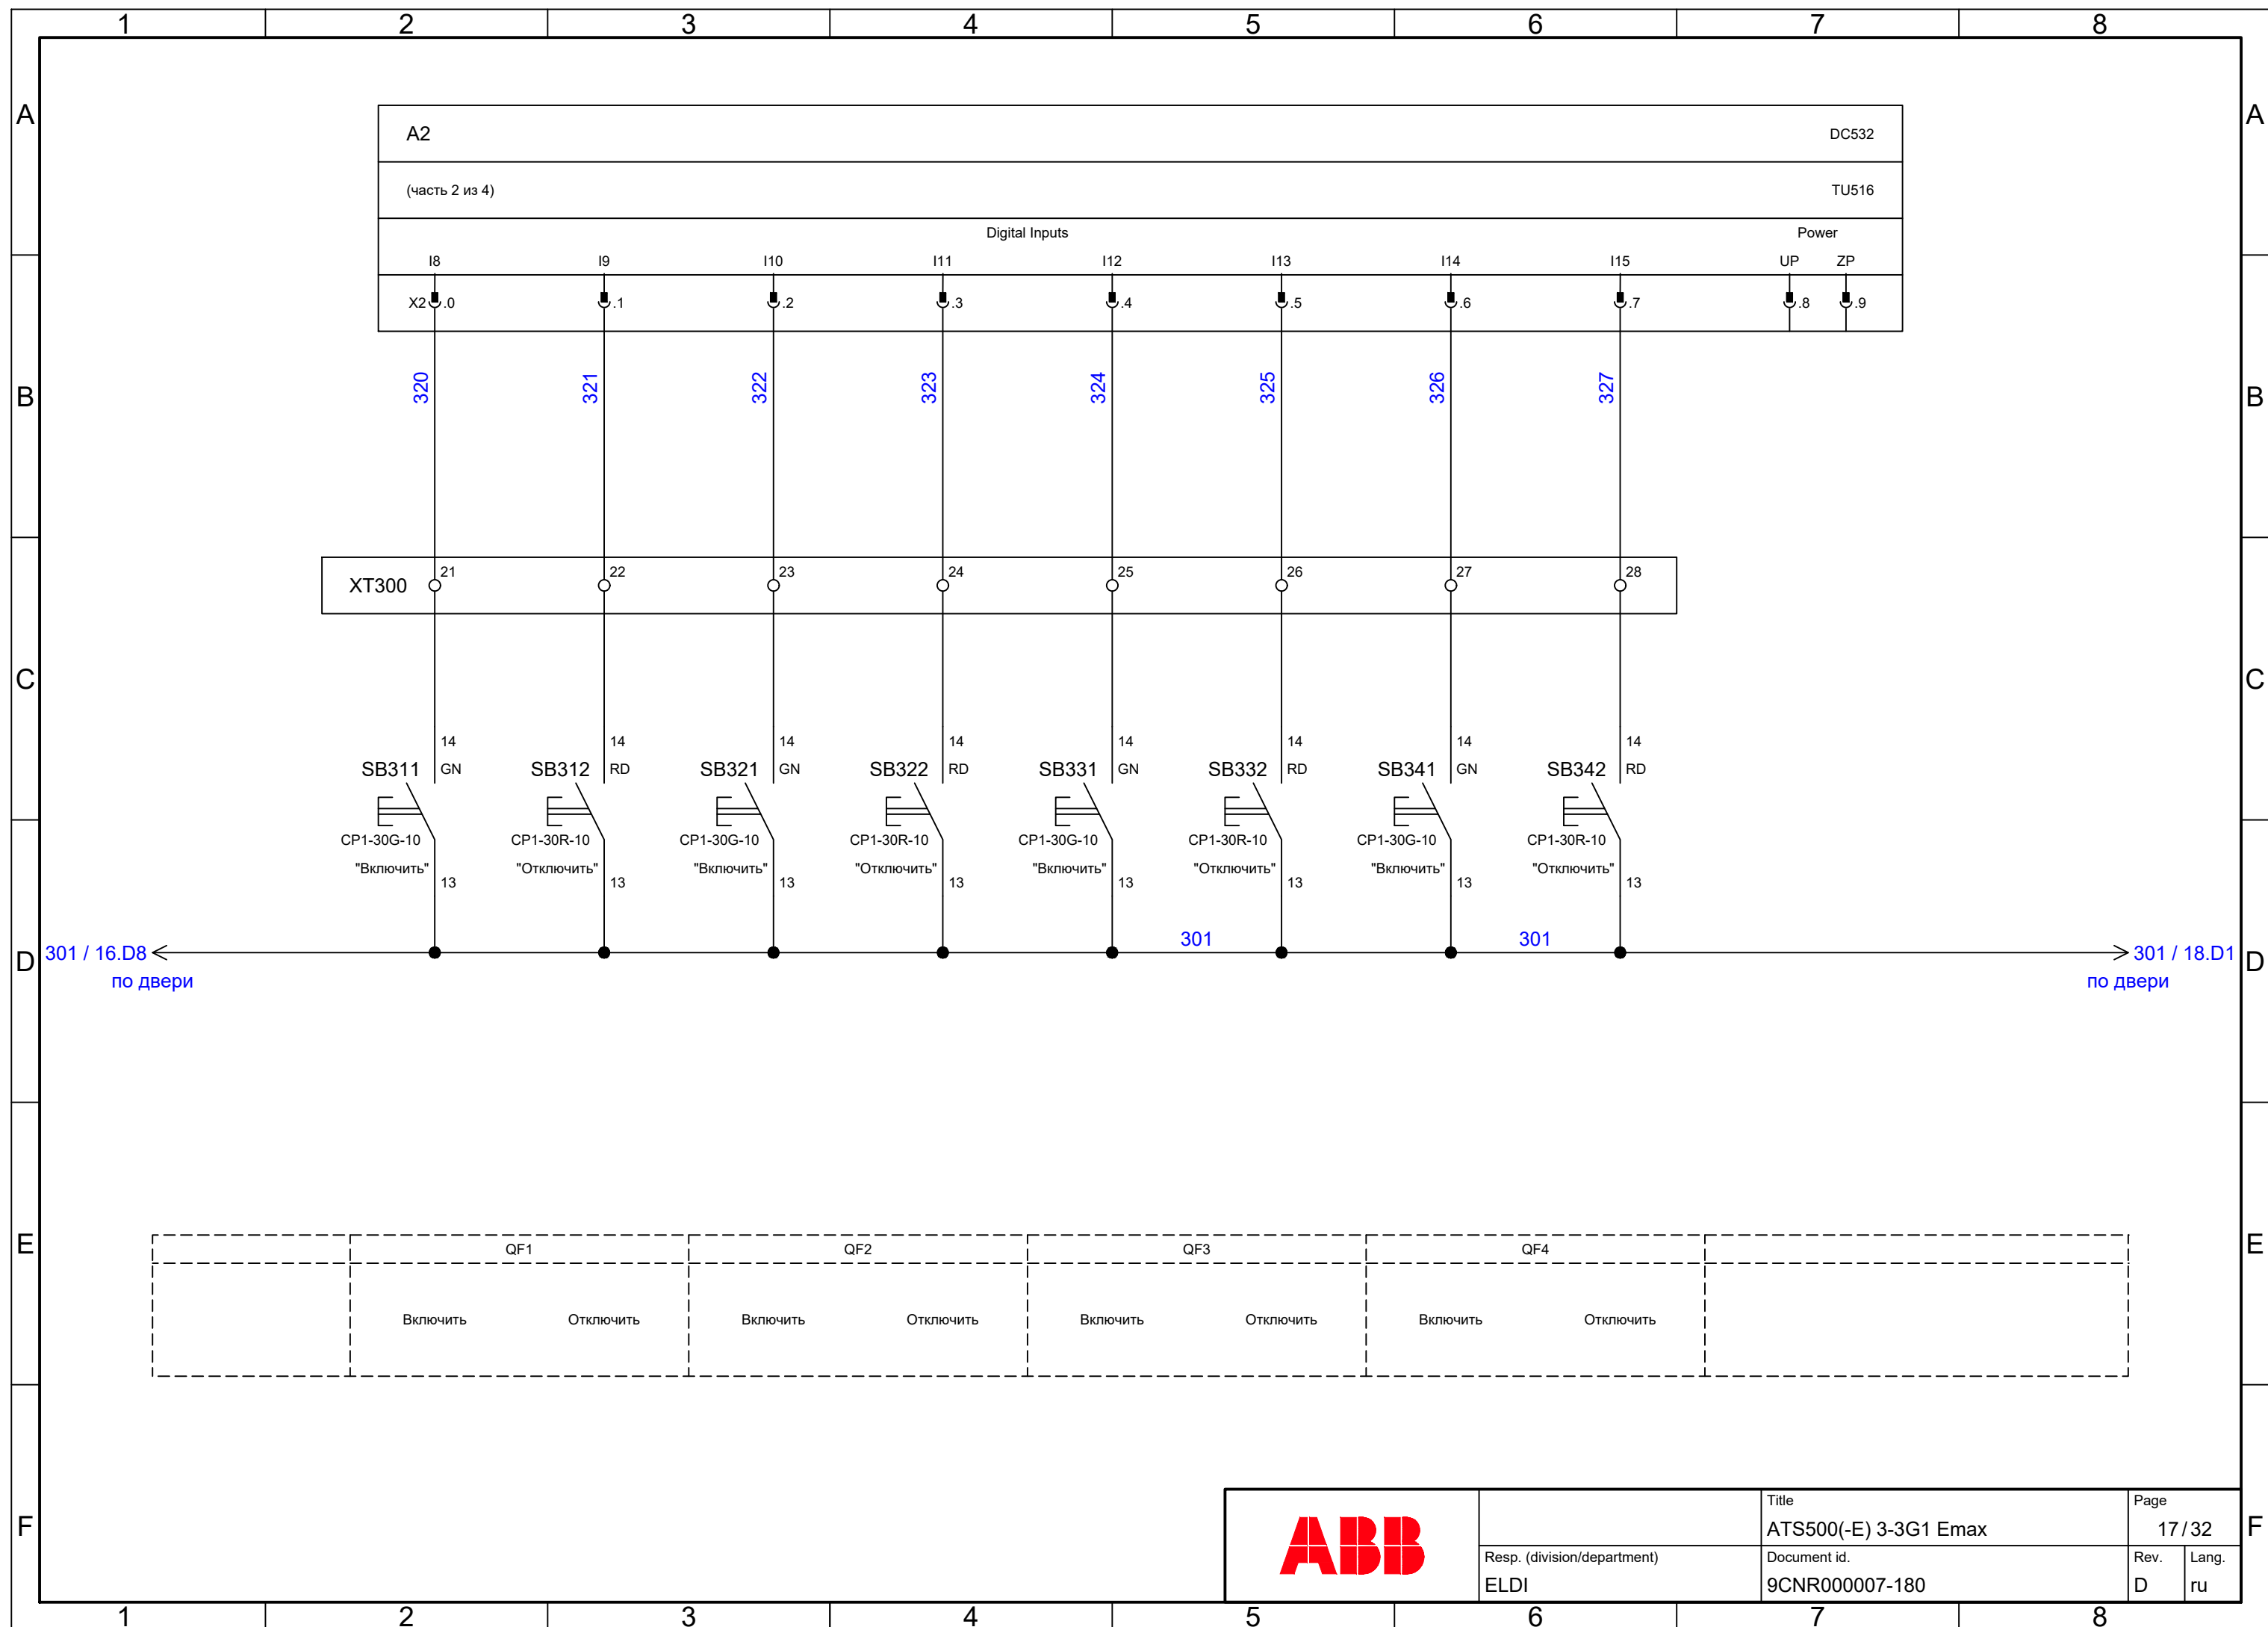 1 2 3 4 5 6 7 8
A A
A2 DC532
(часть 2 из 4) TU516
Digital Inputs Power
I8 I9 I10 I11 I12 I13 I14 I15 UP ZP
X2 .0 .1 .2 .3 .4 .5 .6 .7 .8 .9
B B
320 321 322 323 324 325 326 327
XT300 21 22 23 24 25 26 27 28
C C
14 14 14 14 14 14 14 14
SB311 GN SB312 RD SB321 GN SB322 RD SB331 GN SB332 RD SB341 GN SB342 RD
CP1-30G-10 CP1-30R-10 CP1-30G-10 CP1-30R-10 CP1-30G-10 CP1-30R-10 CP1-30G-10 CP1-30R-10
"Включить" "Отключить" "Включить" "Отключить" "Включить" "Отключить" "Включить" "Отключить"
13 13 13 13 13 13 13 13
301 301
D 301 / 16.D8 301 / 18.D1 D
по двери по двери
E E
QF1 QF2 QF3 QF4
Включить Отключить Включить Отключить Включить Отключить Включить Отключить
F F
ABB
Title
ATS500(-E) 3-3G1 Emax
Page
17 / 32
Resp. (division/department)
ELDI
Document id.
9CNR000007-180
Rev.
D
Lang.
ru
1 2 3 4 5 6 7 8